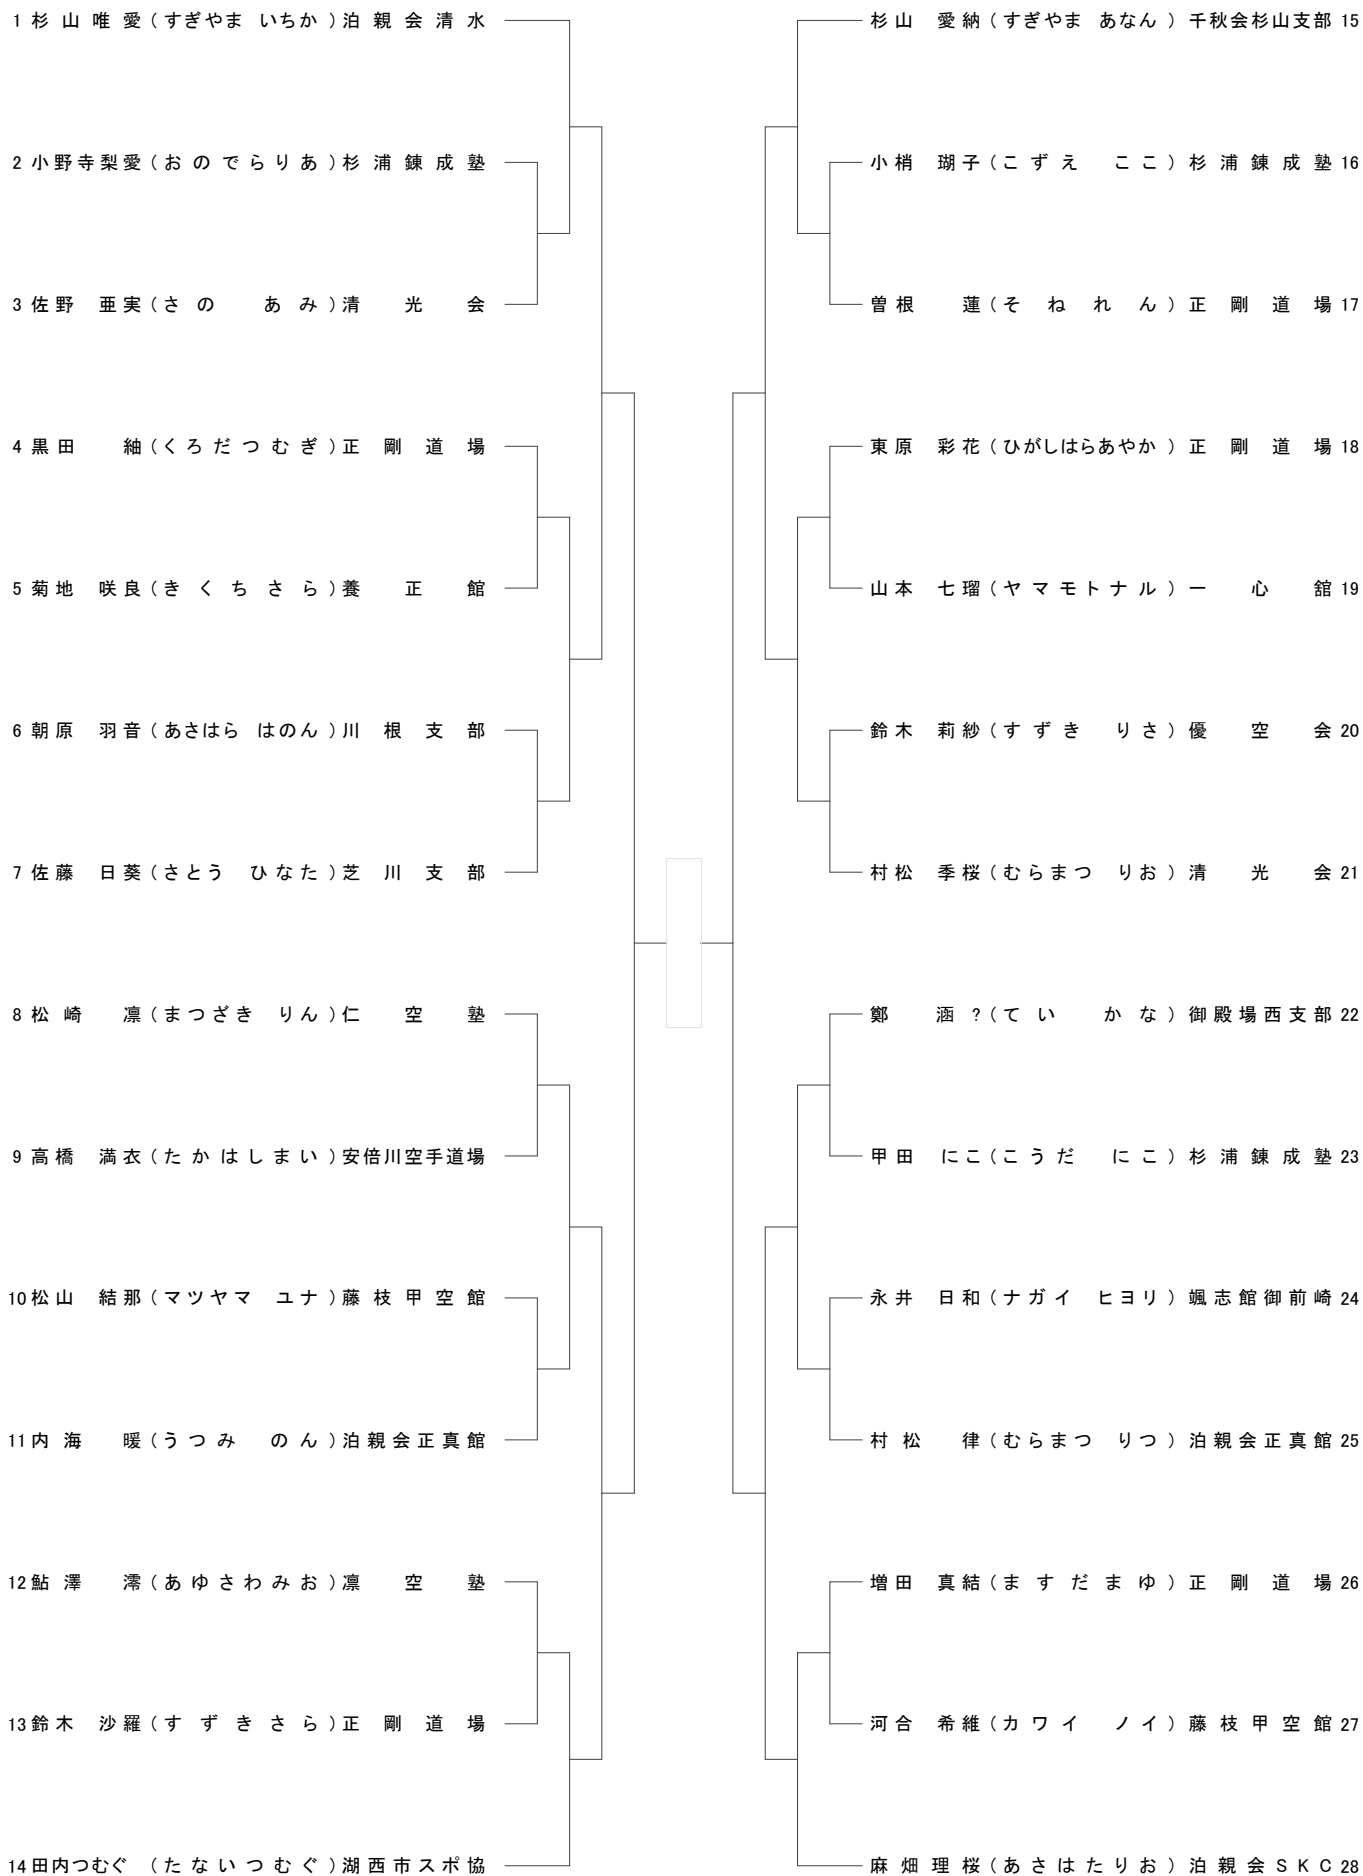 1 杉山唯愛 (すぎやま いちか) 泊親会清水
2 小野寺梨愛 (おのでらりあ) 杉浦錬成塾
3 佐野 亜実 (さの あみ) 清光会
4 黒田 紬 (くろだつむぎ) 正剛道場
5 菊地 咲良 (きくちさら) 養正館
6 朝原 羽音 (あさはら はのん) 川根支部
7 佐藤 日葵 (さとう ひなた) 芝川支部
8 松崎 凛 (まつざき りん) 仁空塾
9 高橋 満衣 (たかはしまい) 安倍川空手道場
10 松山 結那 (マツヤマ ユナ) 藤枝甲空館
11 内海 暖 (うつみ のん) 泊親会正真館
12 鮎澤 澪 (あゆさわみお) 凛空塾
13 鈴木 沙羅 (すずきさら) 正剛道場
14 田内つむぐ (たないつむぐ) 湖西市スポ協
杉山 愛納 (すぎやま あなん) 千秋会杉山支部 15
小梢 瑚子 (こずえ ここ) 杉浦錬成塾 16
曽根 蓮 (そねれん) 正剛道場 17
東原 彩花 (ひがしはらあやか) 正剛道場 18
山本 七瑠 (ヤマモトナル) 一心舘 19
鈴木 莉紗 (すずき りさ) 優空会 20
村松 季桜 (むらまつ りお) 清光会 21
鄭 涵? (てい かな) 御殿場西支部 22
甲田 にこ (こうだ にこ) 杉浦錬成塾 23
永井 日和 (ナガイ ヒヨリ) 颯志館御前崎 24
村松 律 (むらまつ りつ) 泊親会正真館 25
増田 真結 (ますだまゆ) 正剛道場 26
河合 希維 (カワイ ノイ) 藤枝甲空館 27
麻畑理桜 (あさはたりお) 泊親会SKC 28